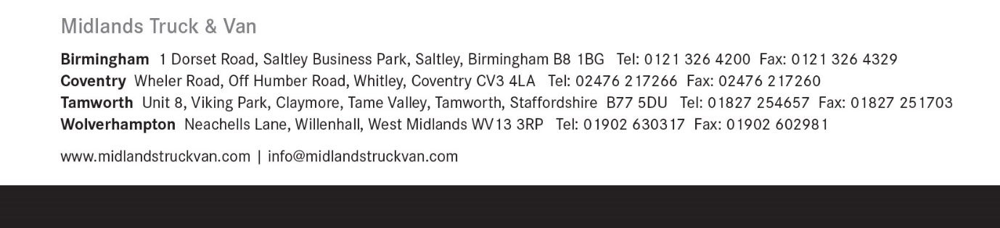 Midlands Truck & Van
Birmingham 1 Dorset Road, Saltley Business Park, Saltley, Birmingham B8 1BG Tel: 0121 326 4200 Fax: 0121 326 4329
Coventry Wheler Road, Off Humber Road, Whitley, Coventry CV3 4LA Tel: 02476 217266 Fax: 02476 217260
Tamworth Unit 8, Viking Park, Claymore, Tame Valley, Tamworth, Staffordshire B77 5DU Tel: 01827 254657 Fax: 01827 251703
Wolverhampton Neachells Lane, Willenhall, West Midlands WV13 3RP Tel: 01902 630317 Fax: 01902 602981
www.midlandstruckvan.com | info@midlandstruckvan.com